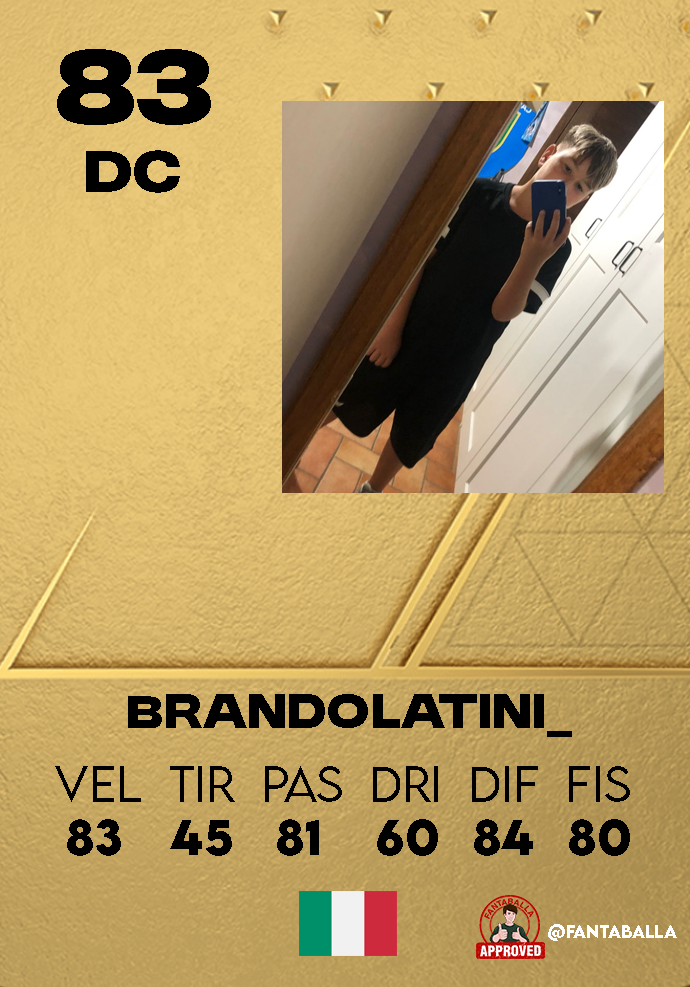 83
DC
BRANDOLATINI_
VEL TIR PAS DRI DIF FIS
83 45 81 60 84 80
FANTABALLA
APPROVED
@FANTABALLA